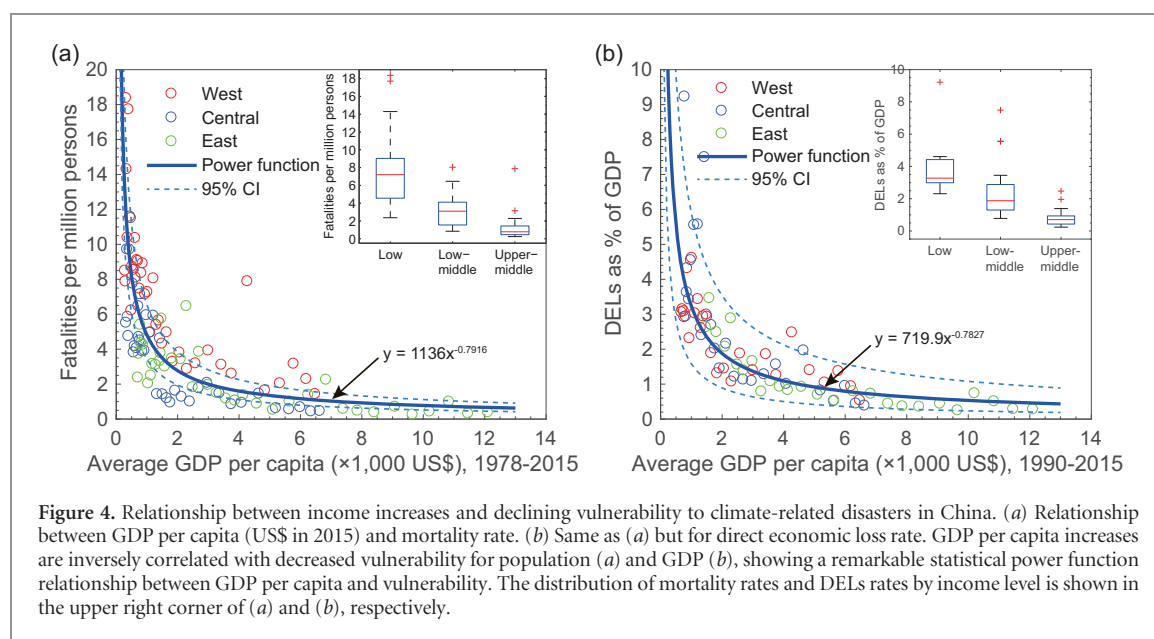 (a)
20
18
16
14
12
10
8
6
4
2
0
Fatalities per million persons
West
Central
East
Power function
95% CI
18
16
14
12
10
8
6
4
2
0
Fatalities per million persons
Low
Low-
middle
Upper-
middle
y = 1136x^-0.7916
0 2 4 6 8 10 12 14
Average GDP per capita (×1,000 US$), 1978-2015
(b)
10
9
8
7
6
5
4
3
2
1
0
DELs as % of GDP
West
Central
East
Power function
95% CI
10
8
6
4
2
0
DELs as % of GDP
Low
Low-
middle
Upper-
middle
y = 719.9x^-0.7827
0 1 2 3 4 5 6 7 8 9 10 11 12 13 14
Average GDP per capita (×1,000 US$), 1990-2015
Figure 4. Relationship between income increases and declining vulnerability to climate-related disasters in China. (a) Relationship
between GDP per capita (US$ in 2015) and mortality rate. (b) Same as (a) but for direct economic loss rate. GDP per capita increases
are inversely correlated with decreased vulnerability for population (a) and GDP (b), showing a remarkable statistical power function
relationship between GDP per capita and vulnerability. The distribution of mortality rates and DELs rates by income level is shown in
the upper right corner of (a) and (b), respectively.